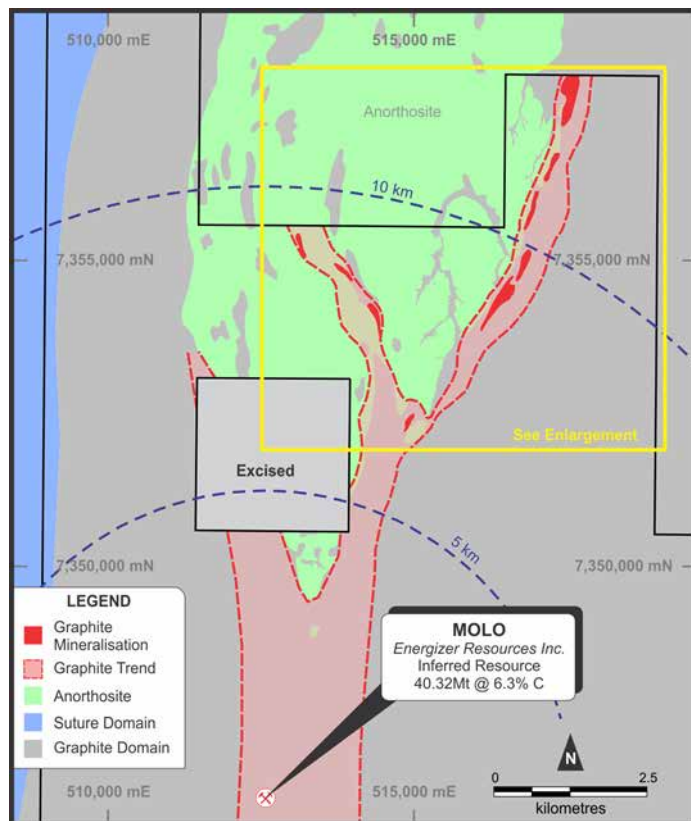 510,000 mE
515,000 mE
Anorthosite
10 km
7,355,000 mN
7,355,000 mN
See Enlargement
Excised
5 km
7,350,000 mN
7,350,000 mN
LEGEND
Graphite
Mineralisation
Graphite Trend
Anorthosite
Suture Domain
Graphite Domain
MOLO
Energizer Resources Inc.
Inferred Resource
40.32Mt @ 6.3% C
N
510,000 mE
515,000 mE
0
2.5
kilometres